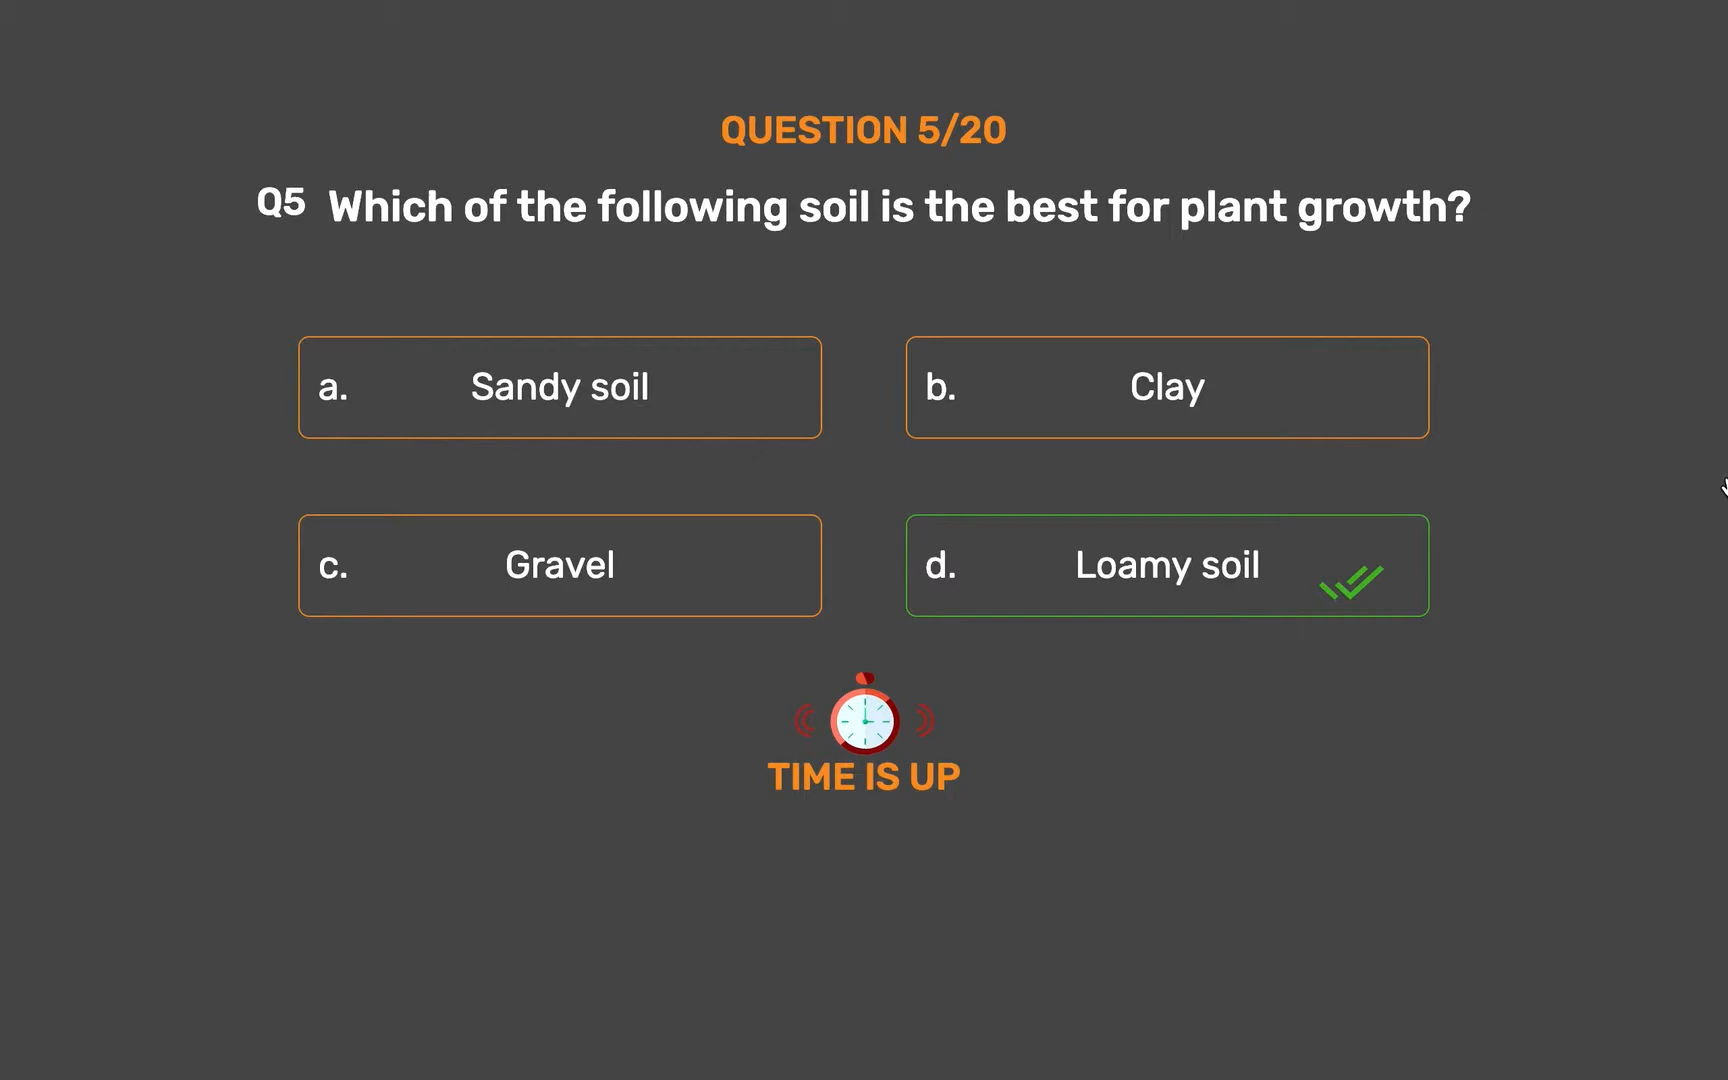 QUESTION 5/20
Q5 Which of the following soil is the best for plant growth?
a. Sandy soil
b. Clay
c. Gravel
d. Loamy soil
TIME IS UP